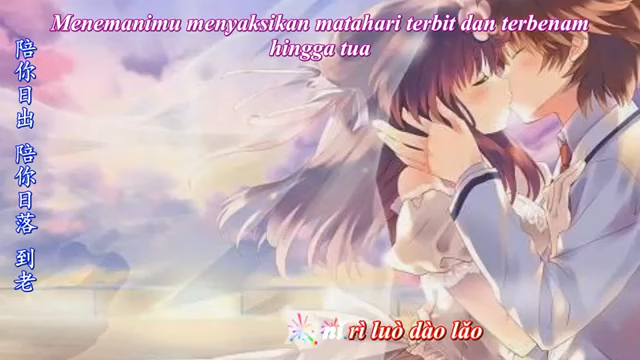 Menemanimu menyaksikan matahari terbit dan terbenam
hingga tua
陪你日出 陪你日落 到老
rì luò dào lăo